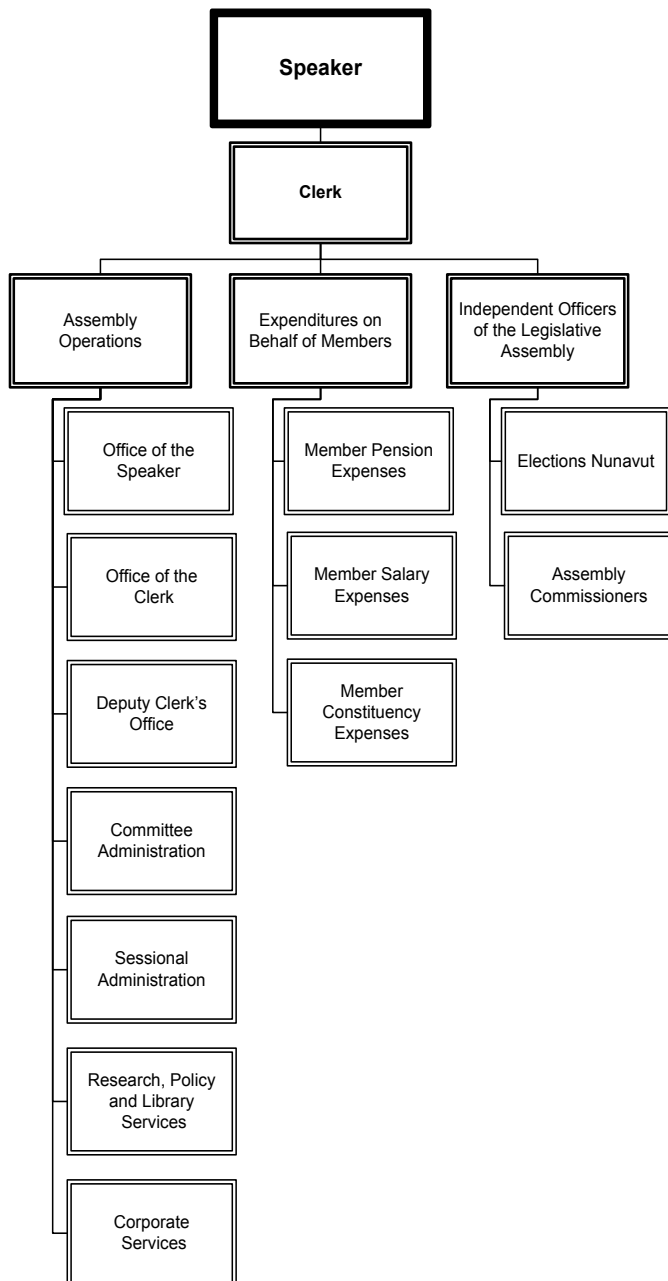 Speaker
Clerk
Assembly
Operations
Expenditures on
Behalf of Members
Independent Officers
of the Legislative
Assembly
Office of the
Speaker
Member Pension
Expenses
Elections Nunavut
Office of the
Clerk
Member Salary
Expenses
Assembly
Commissioners
Deputy Clerk's
Office
Member
Constituency
Expenses
Committee
Administration
Sessional
Administration
Research, Policy
and Library
Services
Corporate
Services